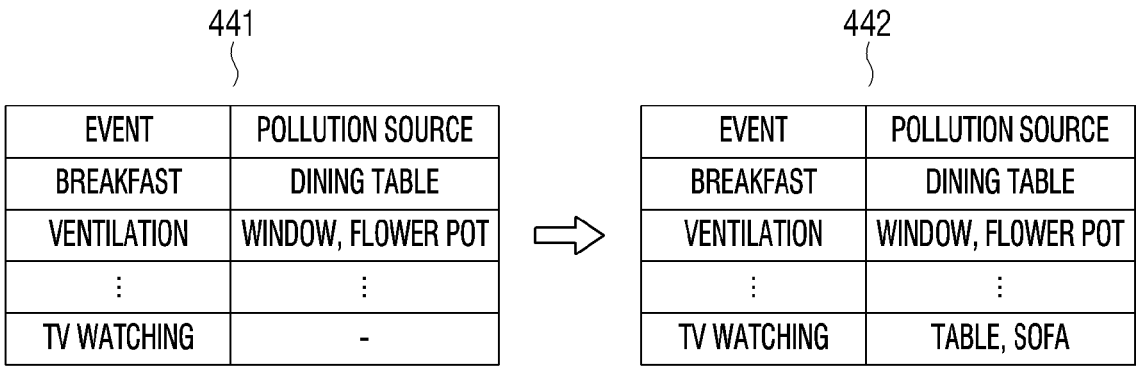 441
442
EVENT POLLUTION SOURCE
BREAKFAST DINING TABLE
VENTILATION WINDOW, FLOWER POT
⋮ ⋮
TV WATCHING -
EVENT POLLUTION SOURCE
BREAKFAST DINING TABLE
VENTILATION WINDOW, FLOWER POT
⋮ ⋮
TV WATCHING TABLE, SOFA